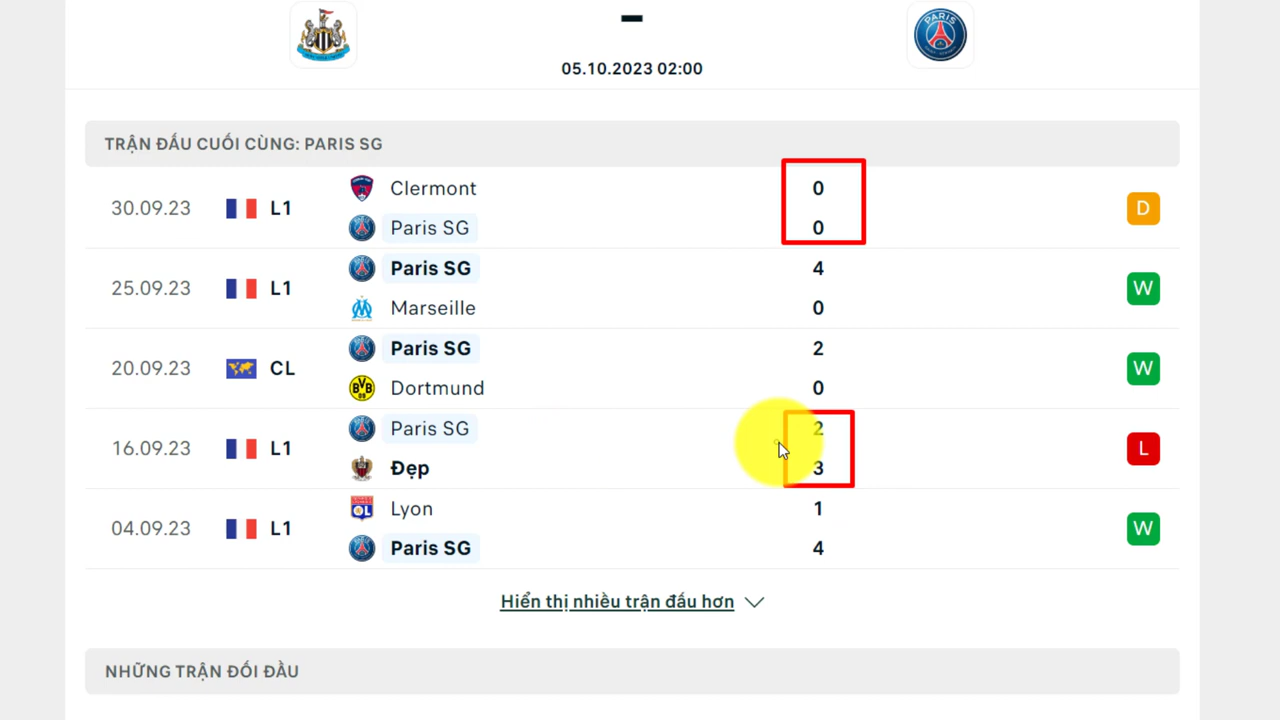 05.10.2023 02:00
TRẬN ĐẤU CUỐI CÙNG: PARIS SG
30.09.23 L1 Clermont 0 D
Paris SG 0
25.09.23 L1 Paris SG 4 W
Marseille 0
20.09.23 CL Paris SG 2 W
Dortmund 0
16.09.23 L1 Paris SG 2 L
Đẹp 3
04.09.23 L1 Lyon 1 W
Paris SG 4
Hiển thị nhiều trận đấu hơn
NHỮNG TRẬN ĐỐI ĐẦU